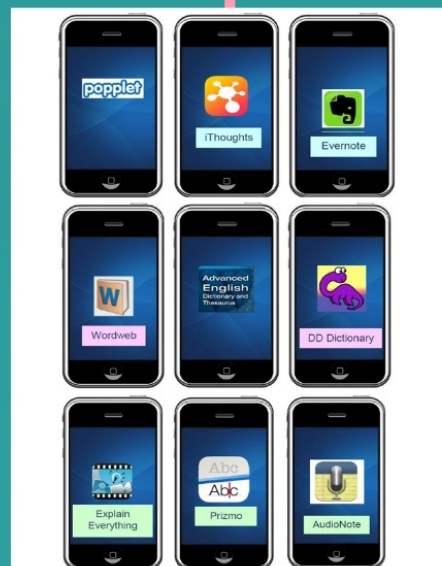 popplet
iThoughts
Evernote
W
Wordweb
Advanced
English
Dictionary and
Thesaurus
DD Dictionary
Explain
Everything
Abc
Abc
Prizmo
AudioNote